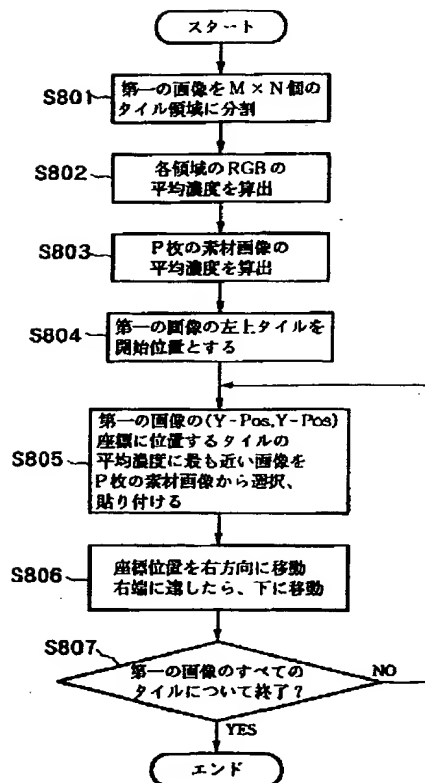 スタート
S801
第一の画像をM×N個の
タイル領域に分割
S802
各領域のRGBの
平均濃度を算出
S803
P枚の素材画像の
平均濃度を算出
S804
第一の画像の左上タイルを
開始位置とする
S805
第一の画像の(Y-Pos,Y-Pos)
座標に位置するタイルの
平均濃度に最も近い画像を
P枚の素材画像から選択、
貼り付ける
S806
座標位置を右方向に移動
右端に達したら、下に移動
S807
第一の画像のすべての
タイルについて終了?
NO
YES
エンド